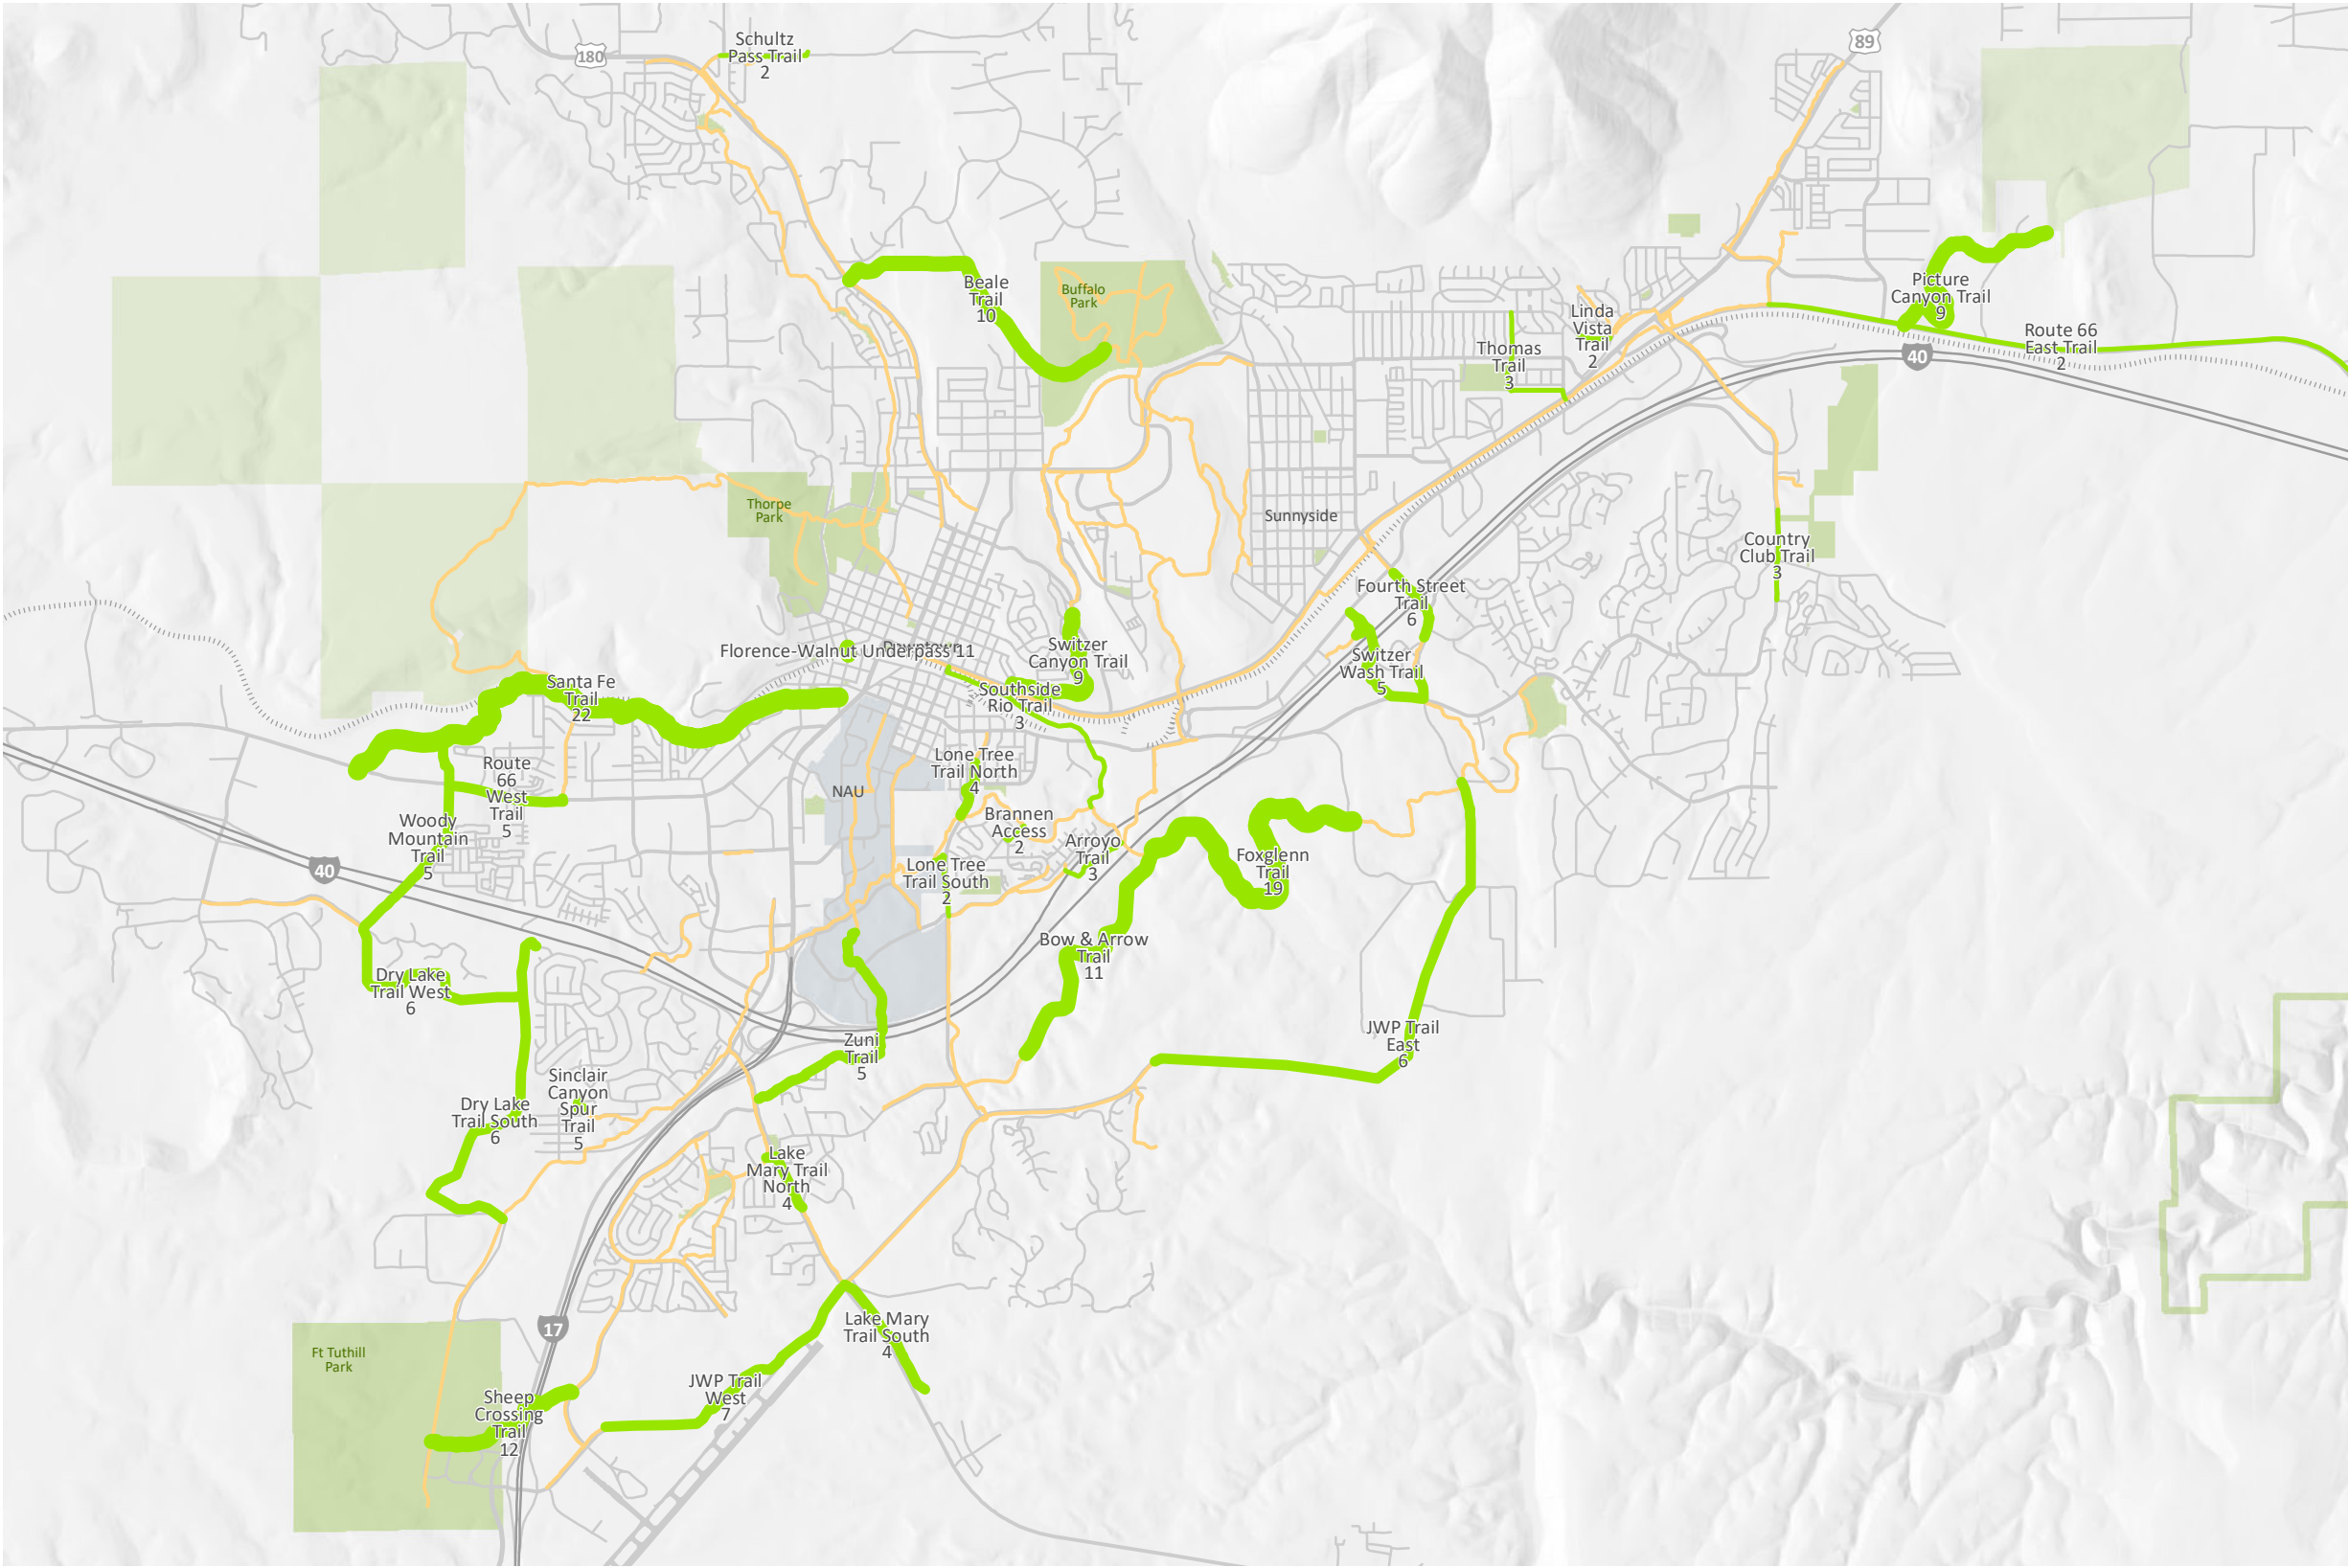 Schultz
Pass Trail
2
180
89
Beale
Trail
10
Buffalo
Park
Picture
Canyon Trail
9
Linda
Vista
Trail
2
Thomas
Trail
3
Route 66
East Trail
2
40
Thorpe
Park
Sunnyside
Country
Club Trail
3
Fourth Street
Trail
6
Florence-Walnut Underpass 11
Downtown
Switzer
Canyon Trail
9
Switzer
Wash Trail
5
Santa Fe
Trail
22
Southside
Rio Trail
3
Route
66
West
Trail
5
Lone Tree
Trail North
4
NAU
Woody
Mountain
Trail
5
Brannen
Access
2
Arroyo
Trail
3
40
Lone Tree
Trail South
2
Foxglenn
Trail
19
Bow & Arrow
Trail
11
Dry Lake
Trail West
6
Zuni
Trail
5
JWP Trail
East
6
Sinclair
Canyon
Spur
Trail
5
Dry Lake
Trail South
6
Lake
Mary Trail
North
4
17
Lake Mary
Trail South
4
Ft Tuthill
Park
JWP Trail
West
7
Sheep
Crossing
Trail
12